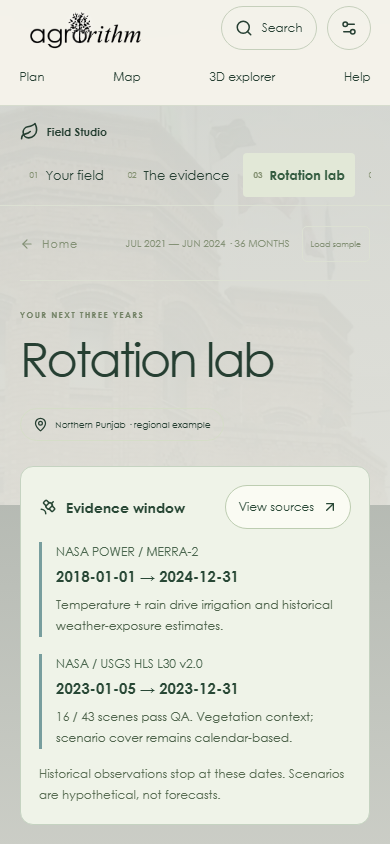 agrorithm
Search
Plan
Map
3D explorer
Help
Field Studio
01 Your field
02 The evidence
03 Rotation lab
Home
JUL 2021 — JUN 2024 · 36 MONTHS
Load sample
YOUR NEXT THREE YEARS
Rotation lab
Northern Punjab · regional example
Evidence window
View sources
NASA POWER / MERRA-2
2018-01-01 → 2024-12-31
Temperature + rain drive irrigation and historical
weather-exposure estimates.
NASA / USGS HLS L30 v2.0
2023-01-05 → 2023-12-31
16 / 43 scenes pass QA. Vegetation context;
scenario cover remains calendar-based.
Historical observations stop at these dates. Scenarios
are hypothetical, not forecasts.